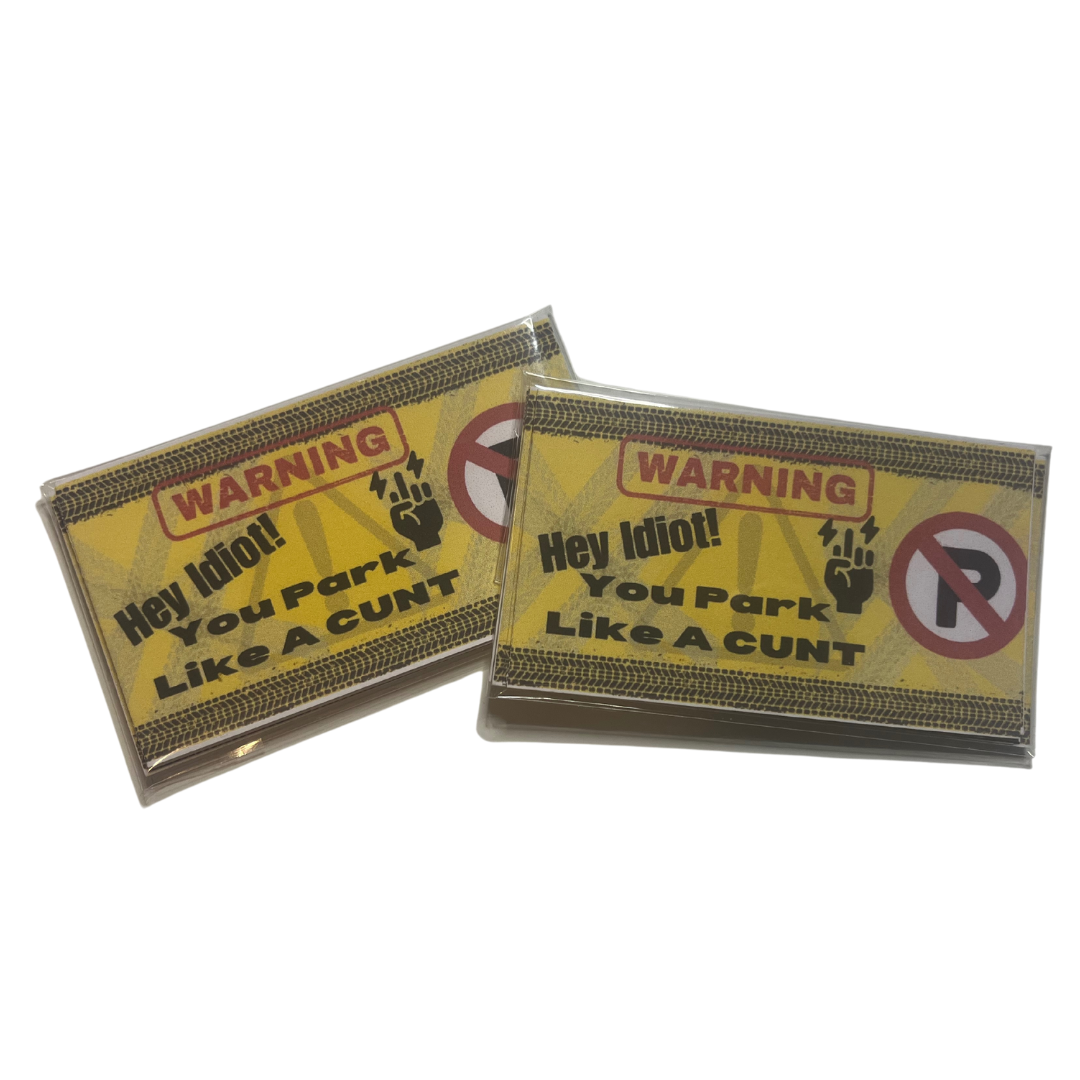 WARNING
Hey Idiot!
You Park
Like A CUNT
P
WARNING
Hey Idiot!
You Park
Like A CUNT
P